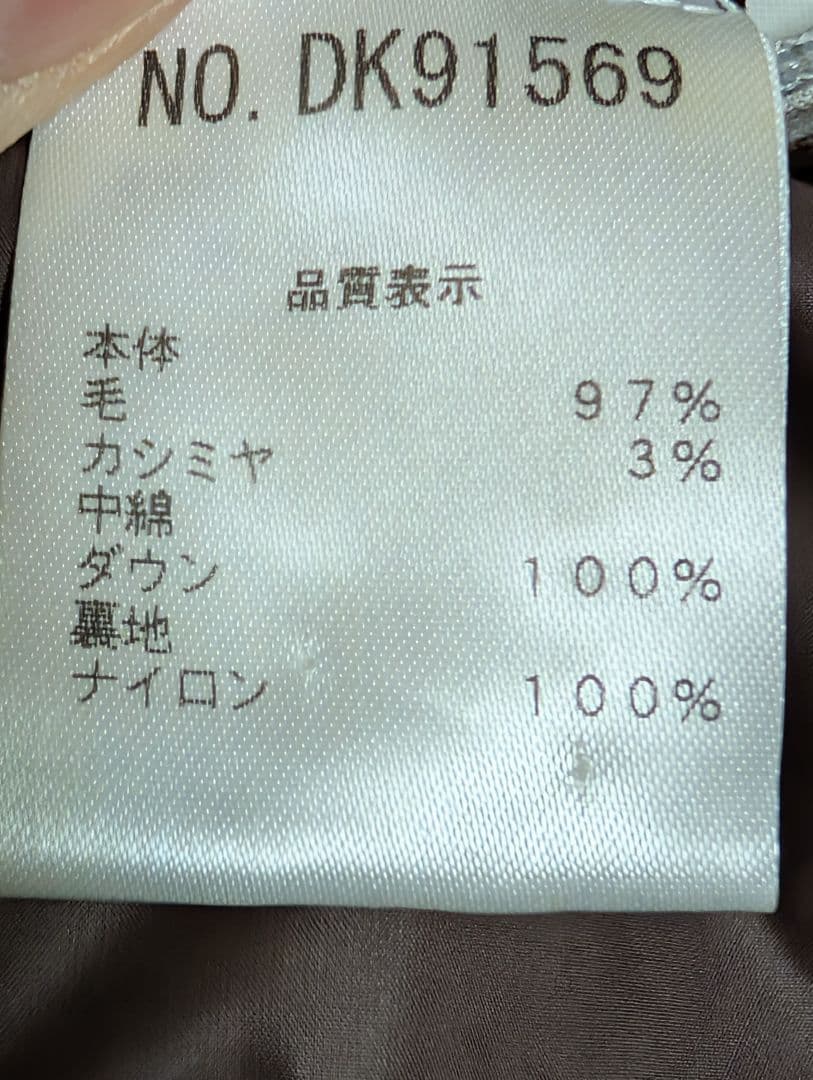 NO. DK91569
品質表示
本体
毛 97%
カシミヤ 3%
中綿
ダウン 100%
裏地
ナイロン 100%